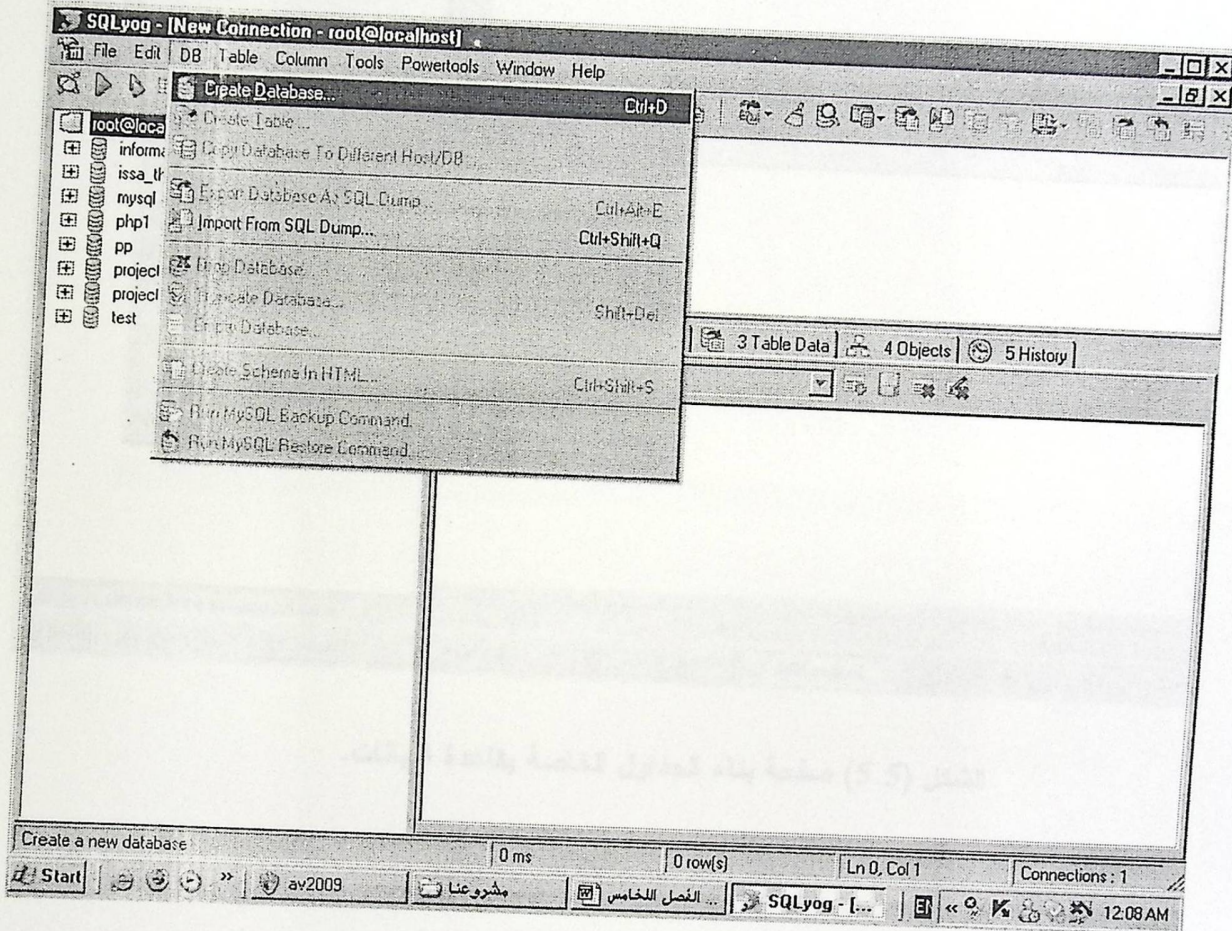 SQLyog - [New Connection - root@localhost]
File Edit DB Table Column Tools Powertools Window Help
Create Database... Ctrl+D
Create Table...
Copy Database To Different Host/DB...
Export Database As SQL Dump... Ctrl+Alt+E
Import From SQL Dump... Ctrl+Shift+Q
Drop Database...
Truncate Database... Shift+Del
Empty Database...
Create Schema In HTML... Ctrl+Shift+S
Run MySQL Backup Command.
Run MySQL Restore Command.
root@loca
informa
issa_th
mysql
php1
pp
project
project
test
3 Table Data 4 Objects 5 History
الشكل (5.5) صفحة بناء الجداول الخاصة بقاعدة البيانات.
Create a new database 0 ms 0 row(s) Ln 0, Col 1 Connections : 1
Start » av2009 مشروعنا الفصل اللخامس ... SQLyog - [... EN « 12:08 AM